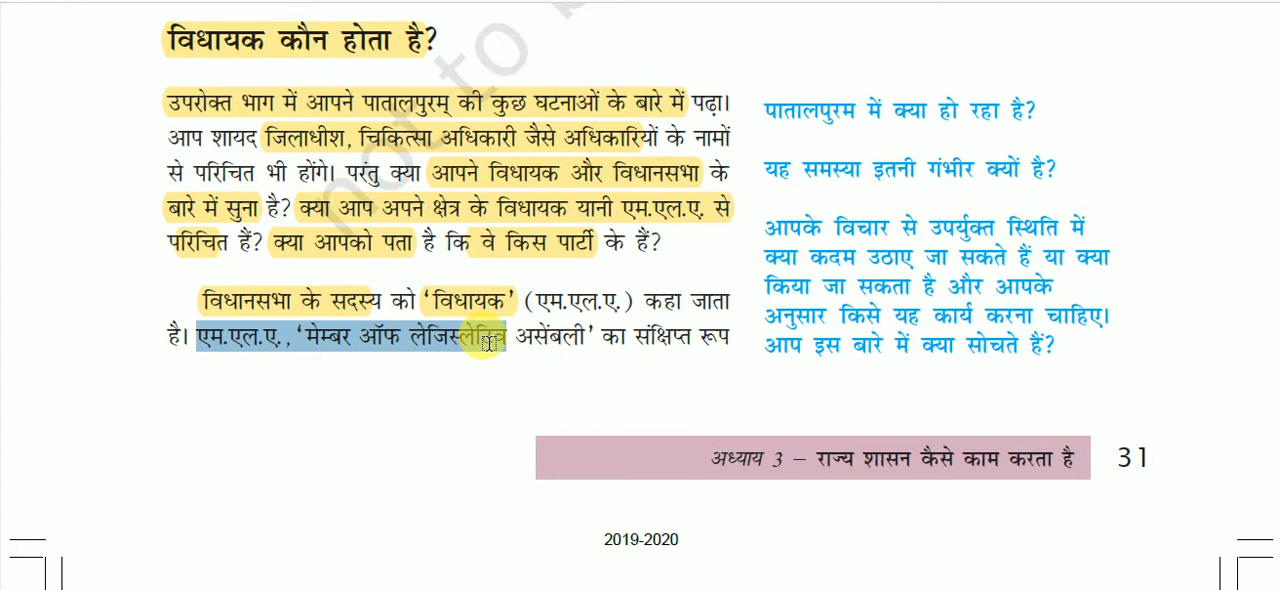 विधायक कौन होता है?
उपरोक्त भाग में आपने पातालपुरम् की कुछ घटनाओं के बारे में पढ़ा।
आप शायद जिलाधीश, चिकित्सा अधिकारी जैसे अधिकारियों के नामों
से परिचित भी होंगे। परंतु क्या आपने विधायक और विधानसभा के
बारे में सुना है? क्या आप अपने क्षेत्र के विधायक यानी एम.एल.ए. से
परिचित हैं? क्या आपको पता है कि वे किस पार्टी के हैं?
विधानसभा के सदस्य को ‘विधायक’ (एम.एल.ए.) कहा जाता
है। एम.एल.ए., ‘मेम्बर ऑफ लेजिस्लेटिव असेंबली’ का संक्षिप्त रूप
पातालपुरम में क्या हो रहा है?
यह समस्या इतनी गंभीर क्यों है?
आपके विचार से उपर्युक्त स्थिति में
क्या कदम उठाए जा सकते हैं या क्या
किया जा सकता है और आपके
अनुसार किसे यह कार्य करना चाहिए।
आप इस बारे में क्या सोचते हैं?
not to b
अध्याय 3 – राज्य शासन कैसे काम करता है 31
2019-2020